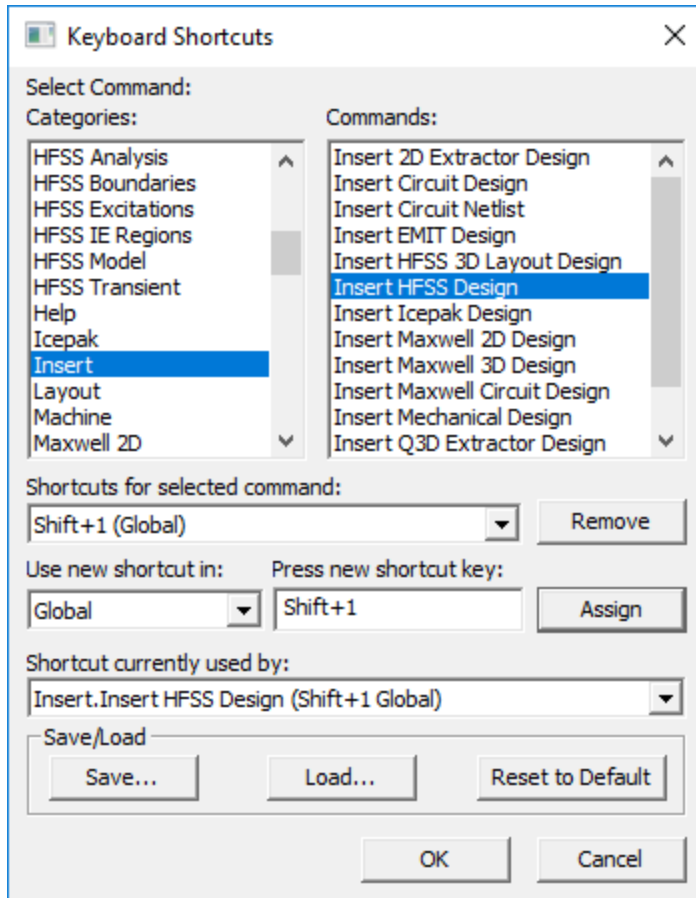 Keyboard Shortcuts
Select Command:
Categories:
HFSS Analysis
HFSS Boundaries
HFSS Excitations
HFSS IE Regions
HFSS Model
HFSS Transient
Help
Icepak
Insert
Layout
Machine
Maxwell 2D
Commands:
Insert 2D Extractor Design
Insert Circuit Design
Insert Circuit Netlist
Insert EMIT Design
Insert HFSS 3D Layout Design
Insert HFSS Design
Insert Icepak Design
Insert Maxwell 2D Design
Insert Maxwell 3D Design
Insert Maxwell Circuit Design
Insert Mechanical Design
Insert Q3D Extractor Design
Shortcuts for selected command:
Shift+1 (Global)
Remove
Use new shortcut in:
Global
Press new shortcut key:
Shift+1
Assign
Shortcut currently used by:
Insert.Insert HFSS Design (Shift+1 Global)
Save/Load
Save...
Load...
Reset to Default
OK
Cancel